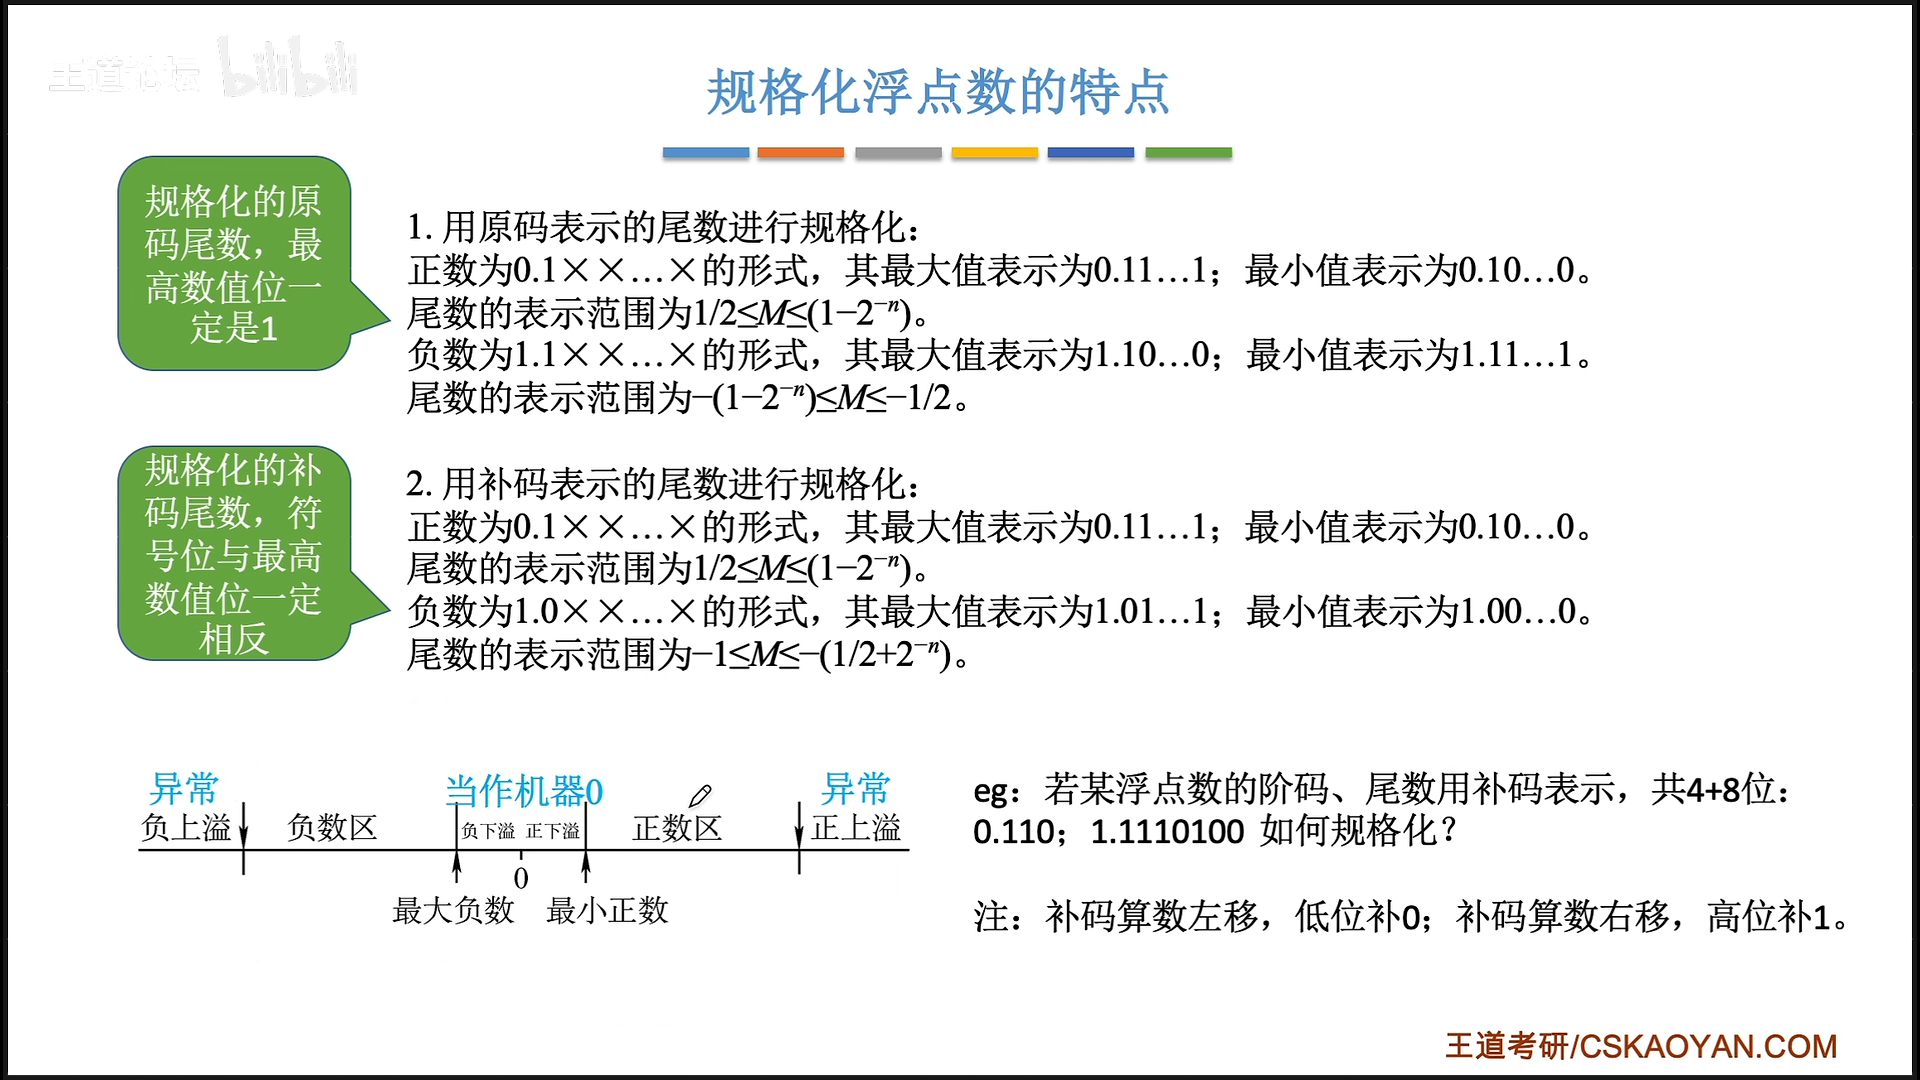 王道论坛 bilibili
规格化浮点数的特点
规格化的原
码尾数，最
高数值位一
定是1
1. 用原码表示的尾数进行规格化：
正数为0.1××…×的形式，其最大值表示为0.11…1；最小值表示为0.10…0。
尾数的表示范围为1/2≤M≤(1−2⁻ⁿ)。
负数为1.1××…×的形式，其最大值表示为1.10…0；最小值表示为1.11…1。
尾数的表示范围为−(1−2⁻ⁿ)≤M≤−1/2。
规格化的补
码尾数，符
号位与最高
数值位一定
相反
2. 用补码表示的尾数进行规格化：
正数为0.1××…×的形式，其最大值表示为0.11…1；最小值表示为0.10…0。
尾数的表示范围为1/2≤M≤(1−2⁻ⁿ)。
负数为1.0××…×的形式，其最大值表示为1.01…1；最小值表示为1.00…0。
尾数的表示范围为−1≤M≤−(1/2+2⁻ⁿ)。
异常 当作机器0 异常
负上溢 负数区 负下溢 正下溢 正数区 正上溢
0
最大负数 最小正数
eg：若某浮点数的阶码、尾数用补码表示，共4+8位：
0.110；1.1110100 如何规格化？
注：补码算数左移，低位补0；补码算数右移，高位补1。
王道考研/CSKAOYAN.COM